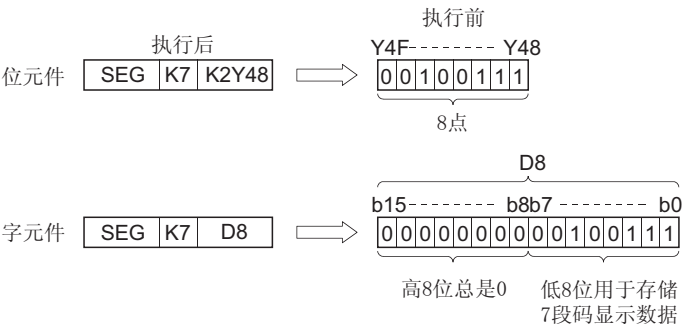 执行后
执行前
Y4F--------Y48
位元件
SEG K7 K2Y48
0 0 1 0 0 1 1 1
8点
D8
b15--------b8b7--------b0
字元件
SEG K7 D8
0 0 0 0 0 0 0 0 0 0 1 0 0 1 1 1
高8位总是0
低8位用于存储
7段码显示数据